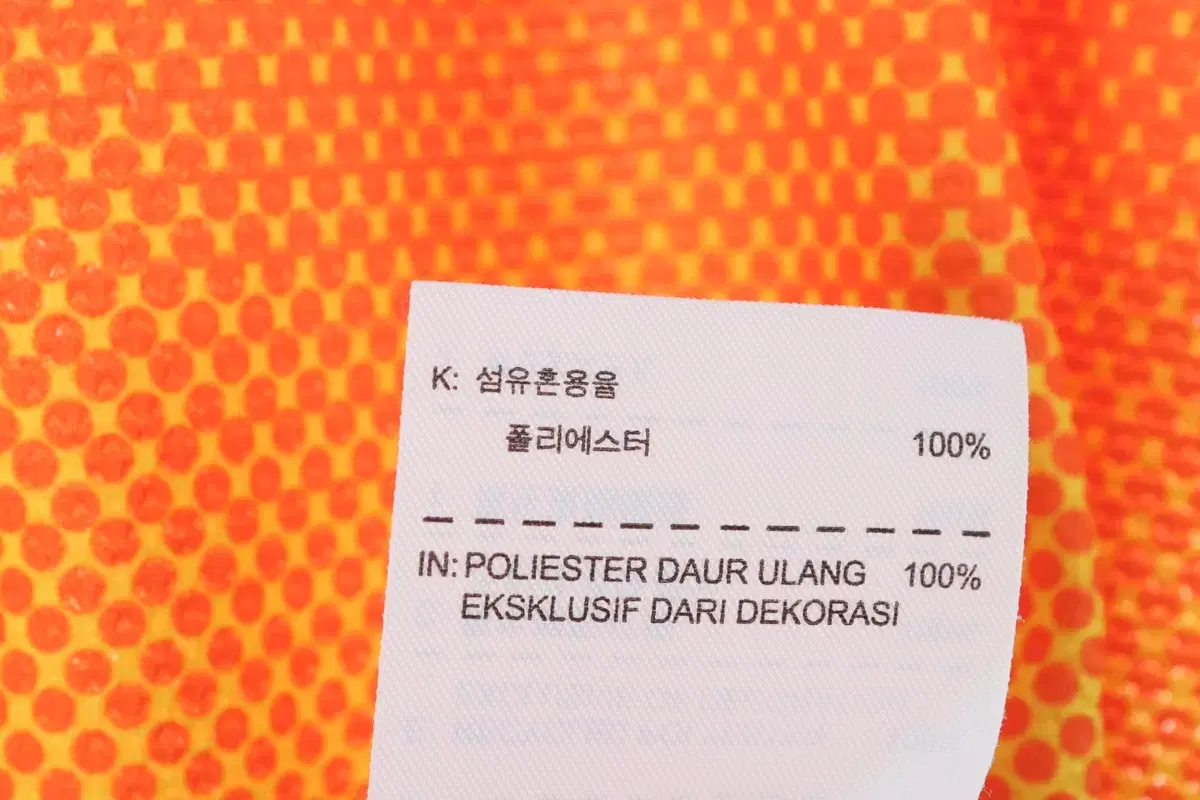 K: 섬유혼용율
폴리에스터 100%
IN: POLIESTER DAUR ULANG 100%
EKSKLUSIF DARI DEKORASI